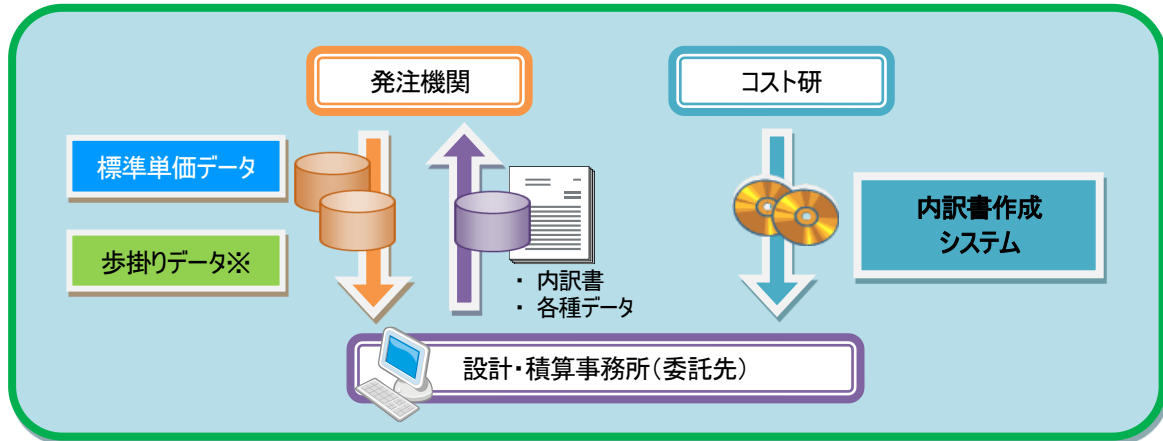 発注機関
コスト研
標準単価データ
歩掛りデータ※
内訳書作成
システム
・ 内訳書
・ 各種データ
設計・積算事務所（委託先）